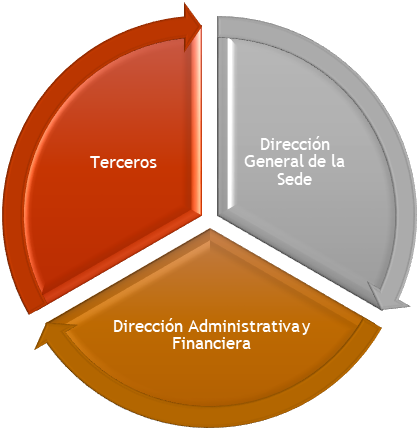 Terceros
Dirección
General de la
Sede
Dirección Administrativa y
Financiera